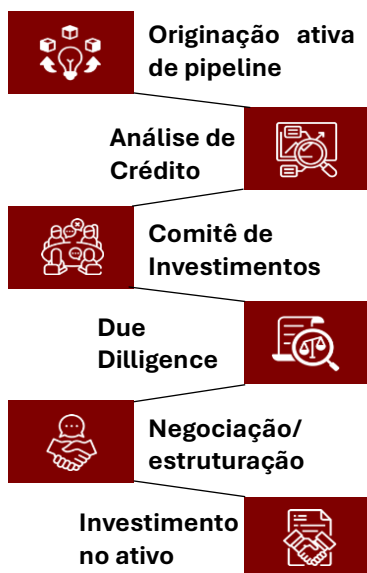 Originação ativa
de pipeline
Análise de
Crédito
Comitê de
Investimentos
Due
Dilligence
Negociação/
estruturação
Investimento
no ativo